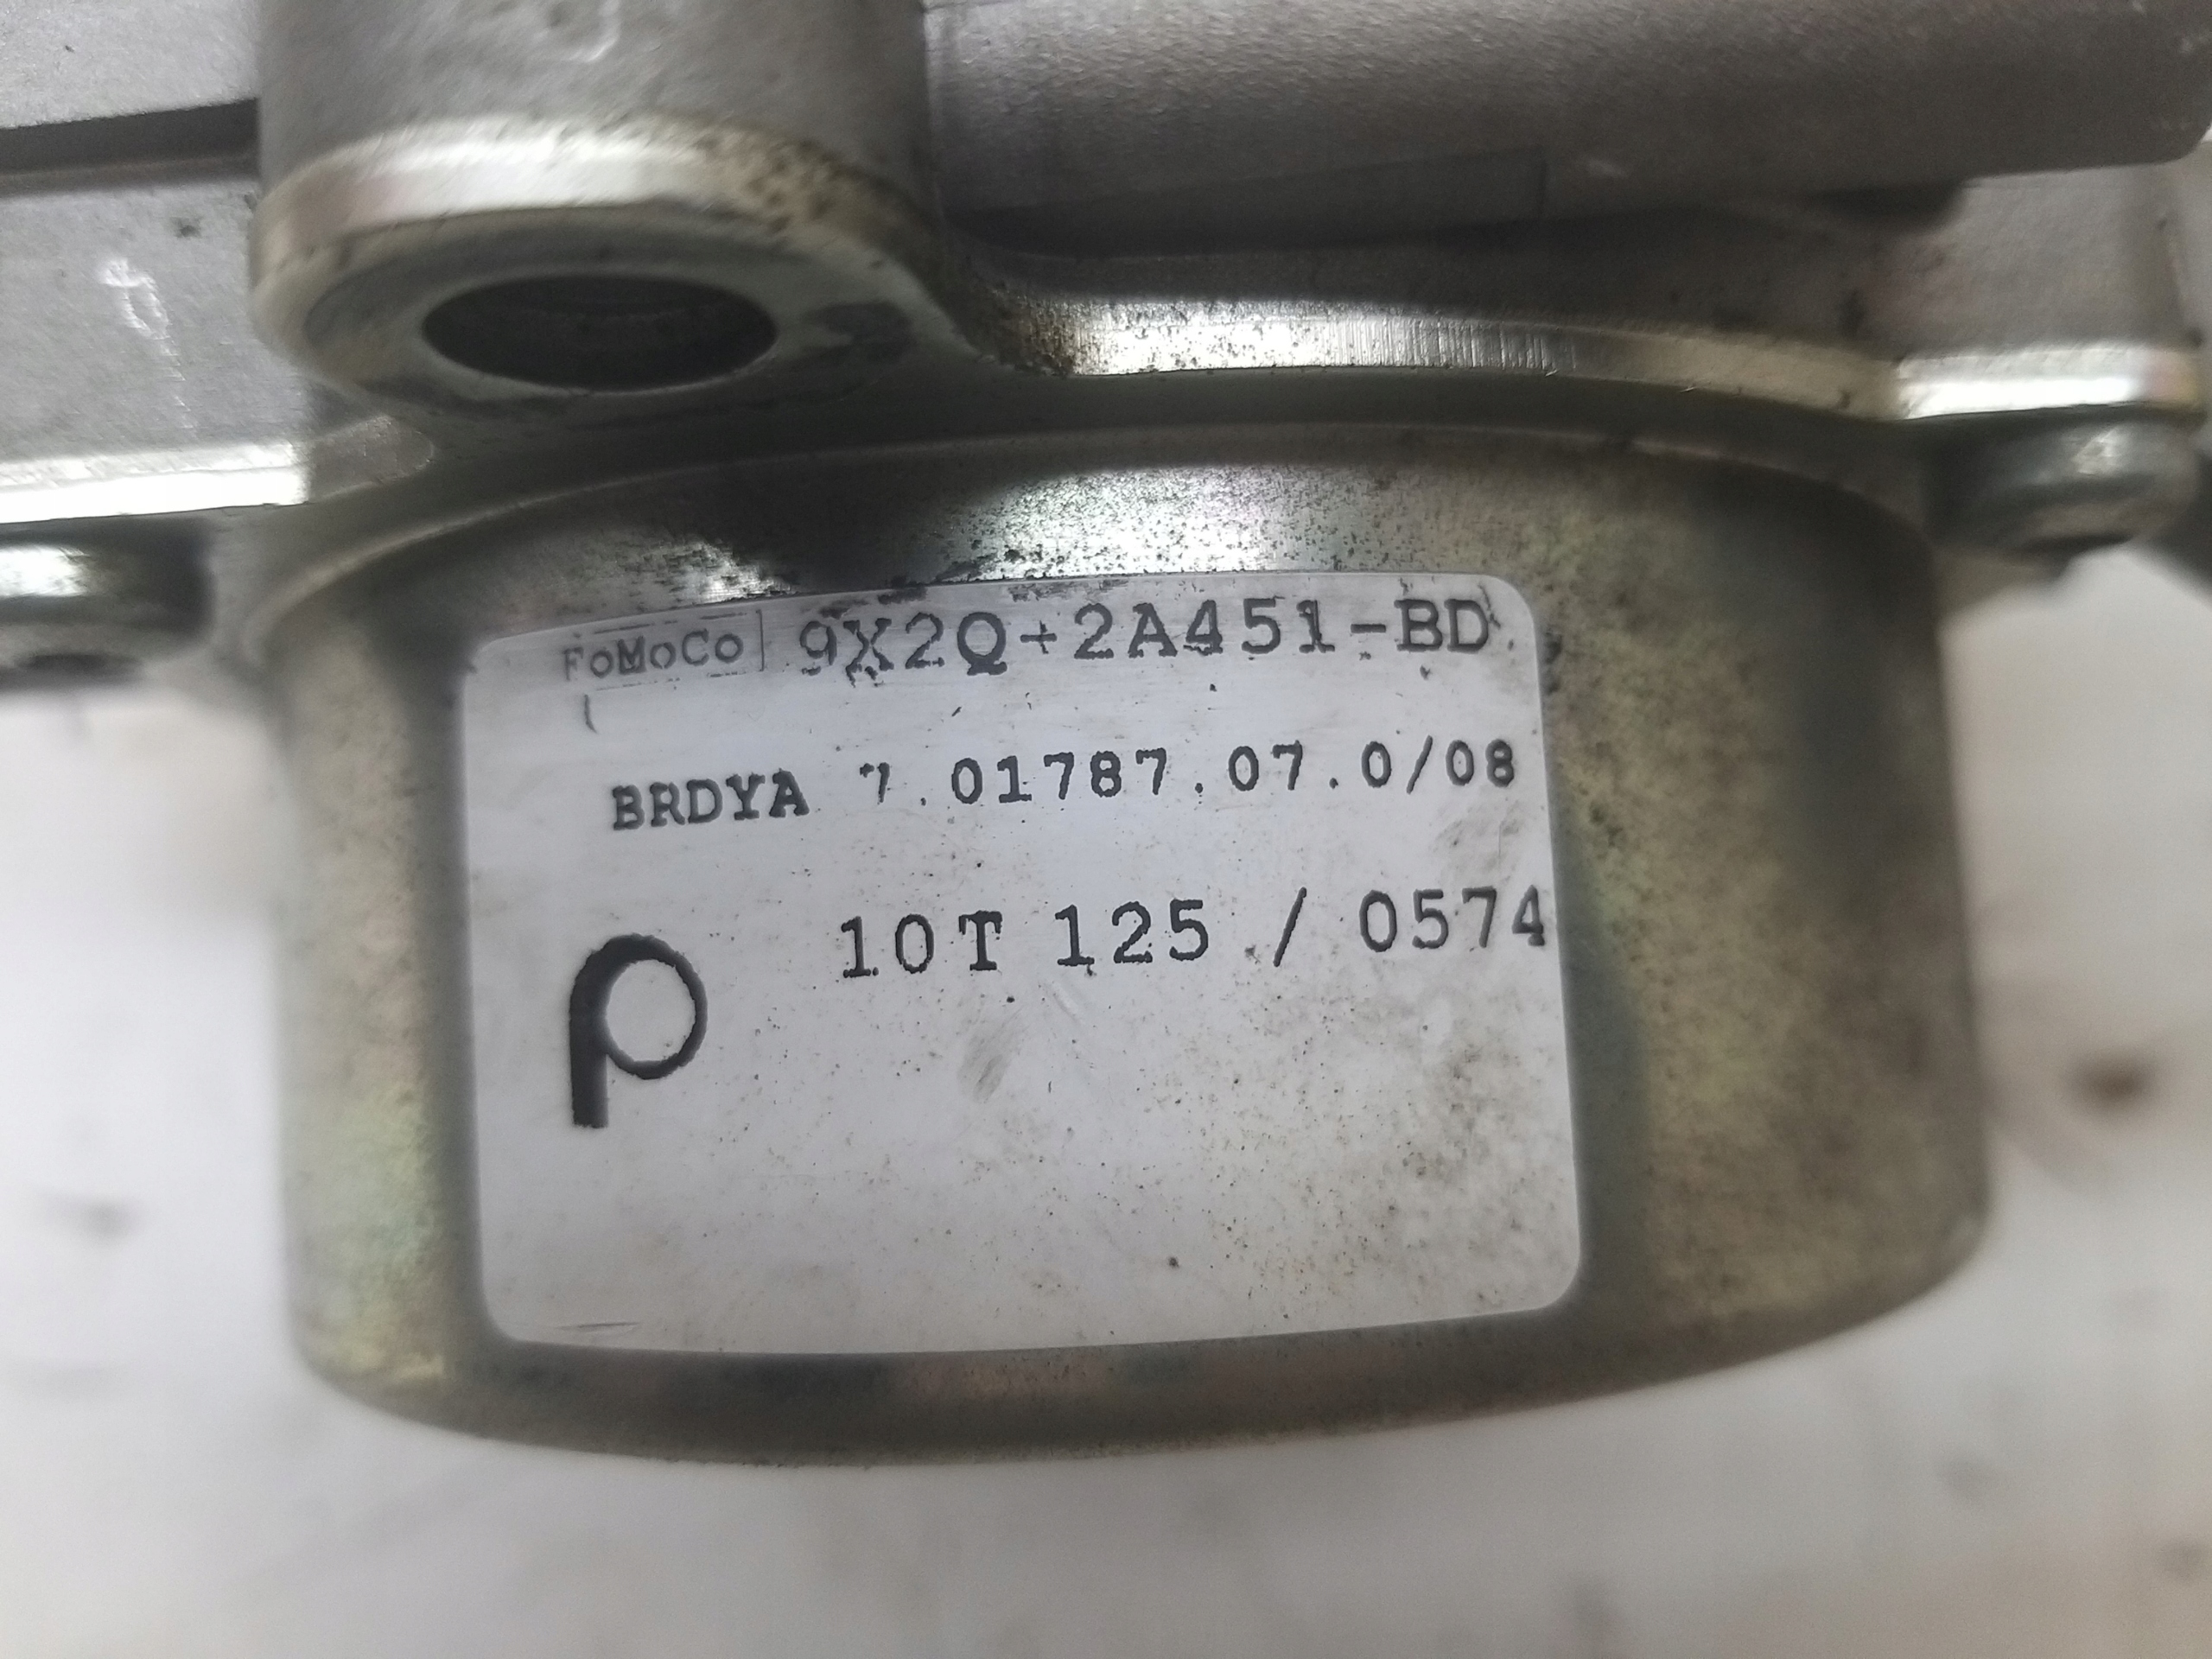 FoMoCo 9X2Q+2A451-BD
BRDYA 7.01787.07.0/08
10T 125 / 0574
ρ